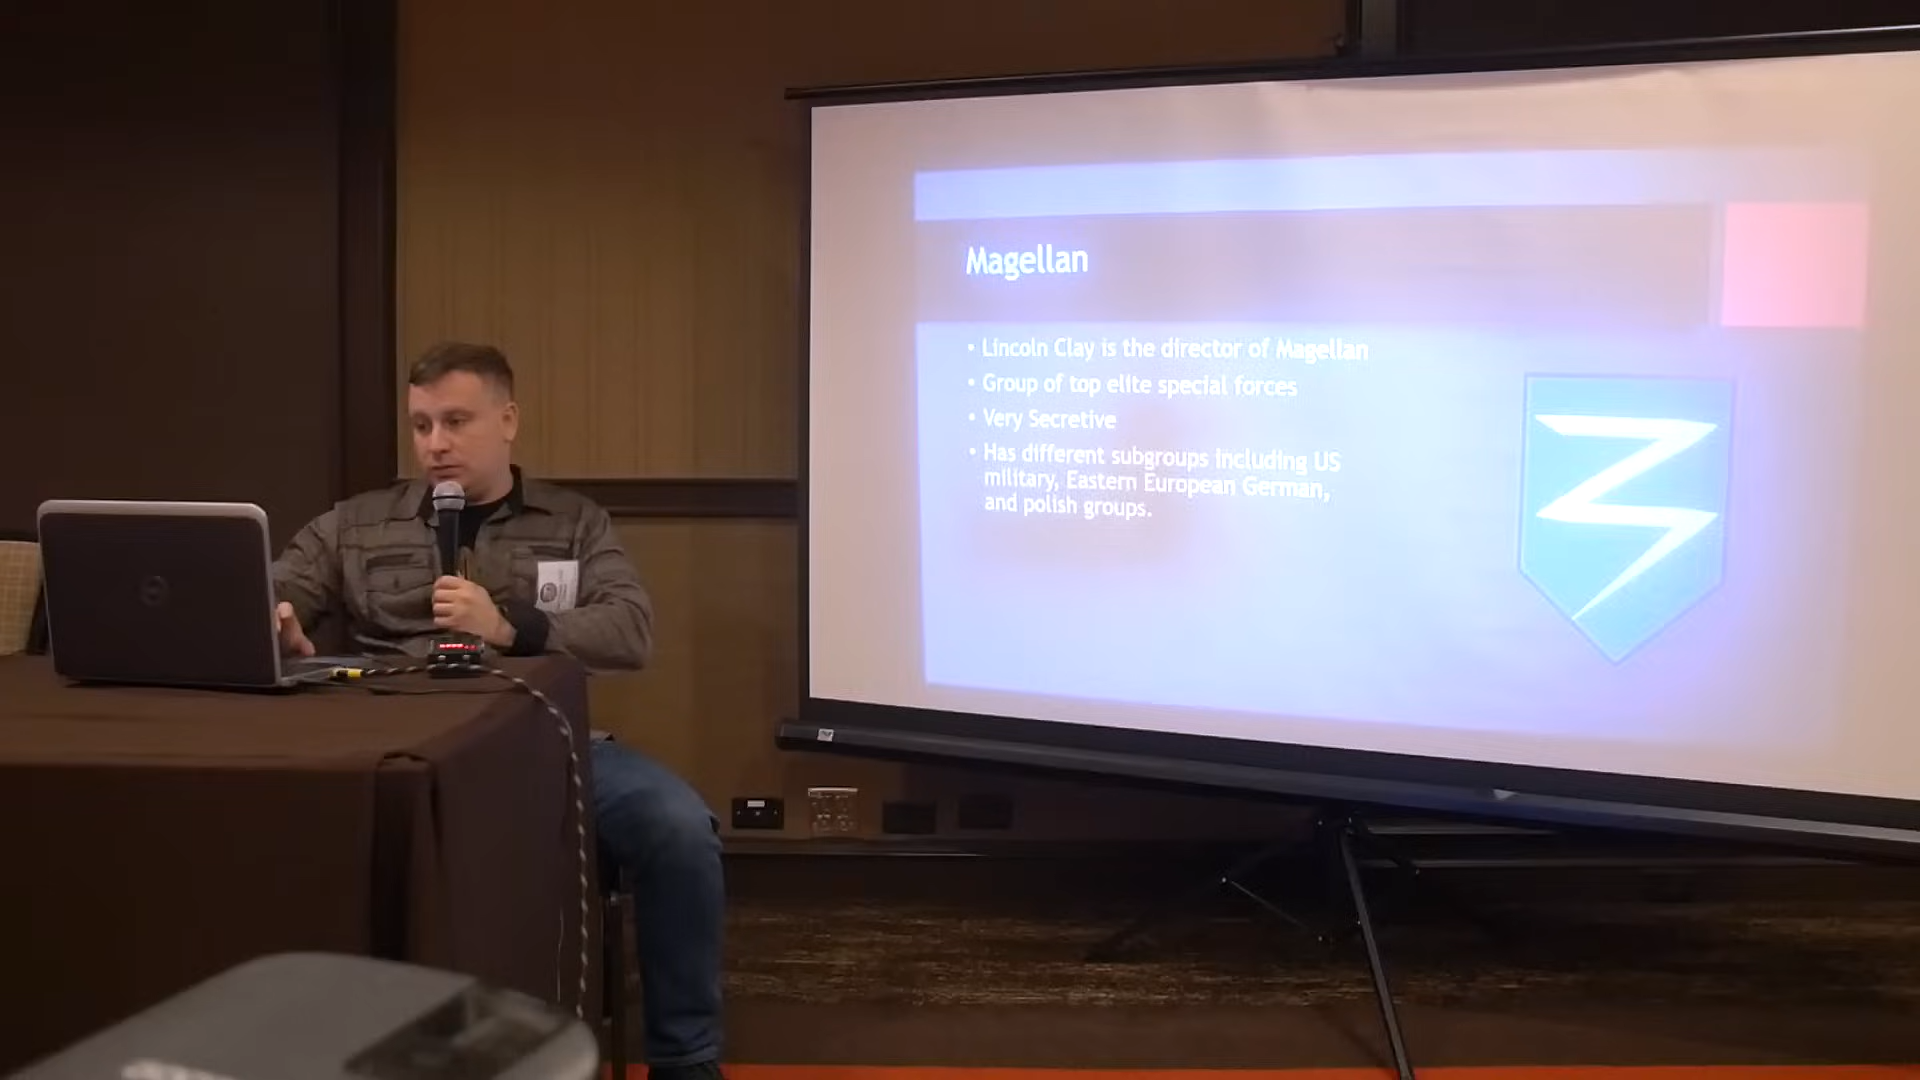 Magellan
• Lincoln Clay is the director of Magellan
• Group of top elite special forces
• Very Secretive
• Has different subgroups including US
military, Eastern European German,
and polish groups.